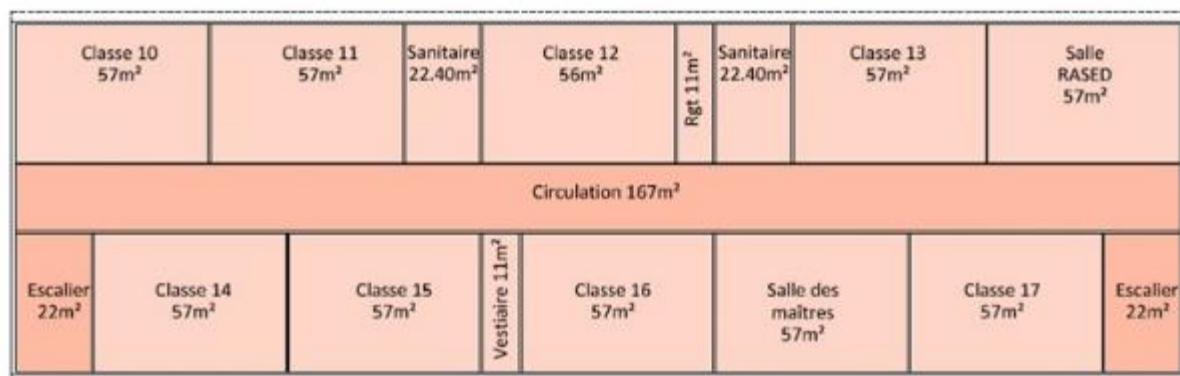 Classe 10
57m²
Classe 11
57m²
Sanitaire
22.40m²
Classe 12
56m²
Rgt 11m²
Sanitaire
22.40m²
Classe 13
57m²
Salle
RASED
57m²
Circulation 167m²
Escalier
22m²
Classe 14
57m²
Classe 15
57m²
Vestiaire 11m²
Classe 16
57m²
Salle des
maîtres
57m²
Classe 17
57m²
Escalier
22m²